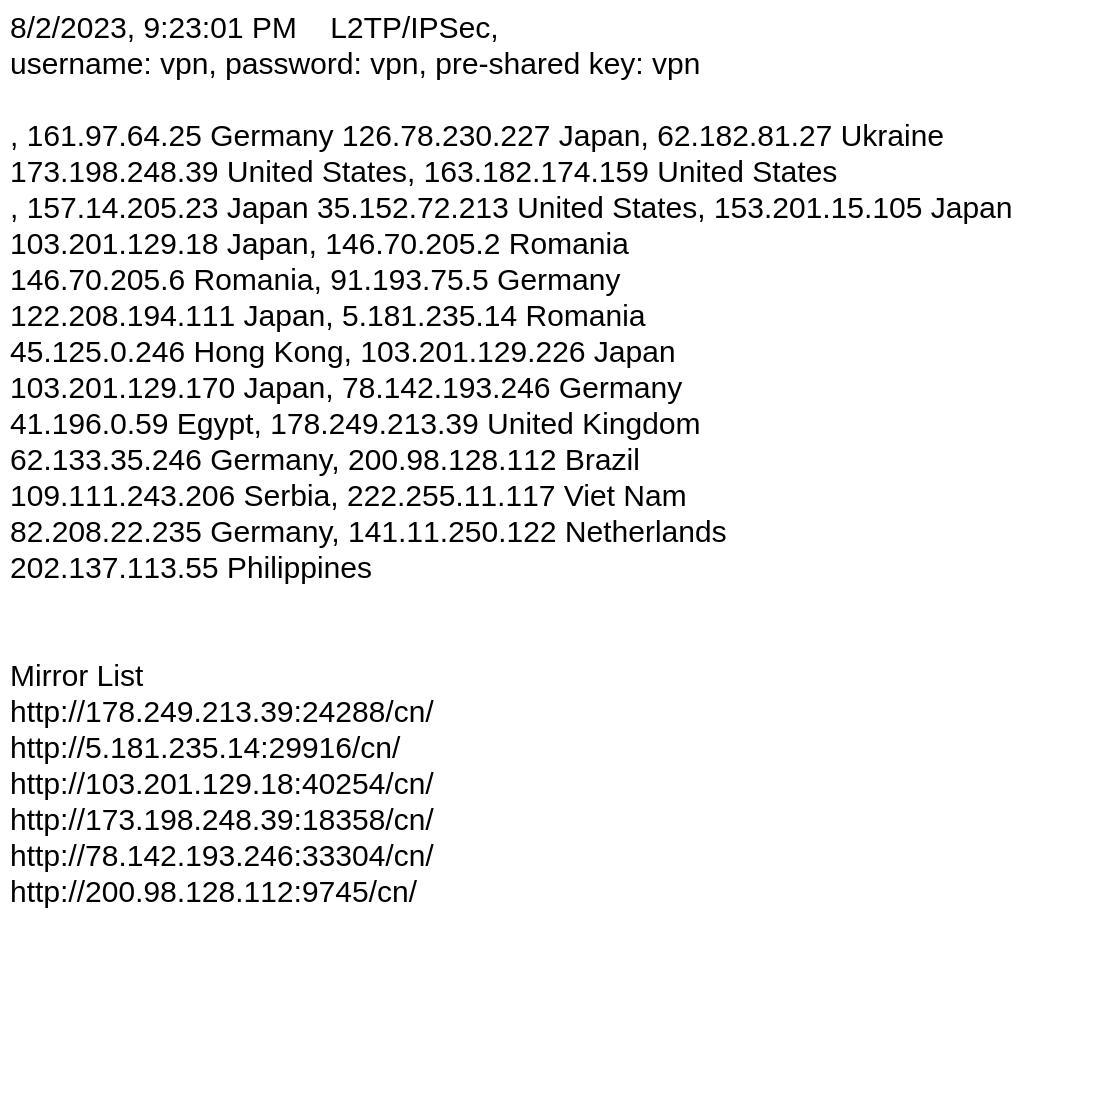 8/2/2023, 9:23:01 PM    L2TP/IPSec,
username: vpn, password: vpn, pre-shared key: vpn
, 161.97.64.25 Germany 126.78.230.227 Japan, 62.182.81.27 Ukraine
173.198.248.39 United States, 163.182.174.159 United States
, 157.14.205.23 Japan 35.152.72.213 United States, 153.201.15.105 Japan
103.201.129.18 Japan, 146.70.205.2 Romania
146.70.205.6 Romania, 91.193.75.5 Germany
122.208.194.111 Japan, 5.181.235.14 Romania
45.125.0.246 Hong Kong, 103.201.129.226 Japan
103.201.129.170 Japan, 78.142.193.246 Germany
41.196.0.59 Egypt, 178.249.213.39 United Kingdom
62.133.35.246 Germany, 200.98.128.112 Brazil
109.111.243.206 Serbia, 222.255.11.117 Viet Nam
82.208.22.235 Germany, 141.11.250.122 Netherlands
202.137.113.55 Philippines
Mirror List
http://178.249.213.39:24288/cn/
http://5.181.235.14:29916/cn/
http://103.201.129.18:40254/cn/
http://173.198.248.39:18358/cn/
http://78.142.193.246:33304/cn/
http://200.98.128.112:9745/cn/